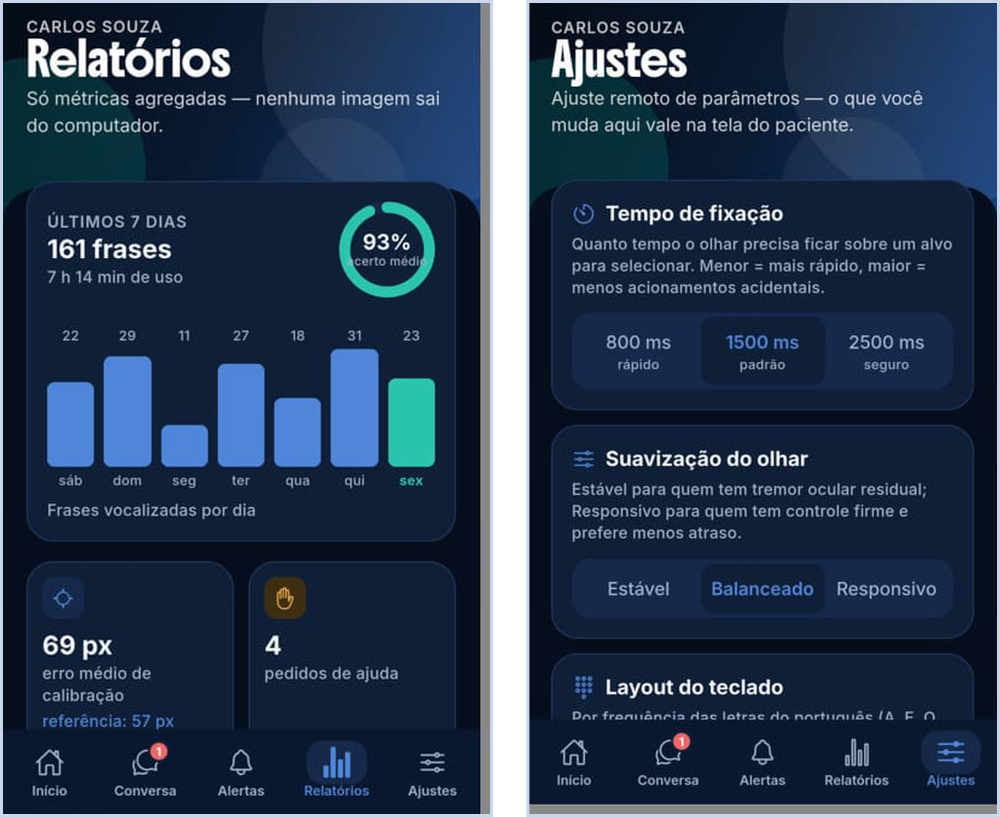 CARLOS SOUZA
Relatórios
Só métricas agregadas — nenhuma imagem sai
do computador.
ÚLTIMOS 7 DIAS
161 frases
7 h 14 min de uso
93%
acerto médio
22 29 11 27 18 31 23
sáb dom seg ter qua qui sex
Frases vocalizadas por dia
69 px
erro médio de
calibração
referência: 57 px
4
pedidos de ajuda
1
Início Conversa Alertas Relatórios Ajustes
CARLOS SOUZA
Ajustes
Ajuste remoto de parâmetros — o que você
muda aqui vale na tela do paciente.
Tempo de fixação
Quanto tempo o olhar precisa ficar sobre um alvo
para selecionar. Menor = mais rápido, maior =
menos acionamentos acidentais.
800 ms 1500 ms 2500 ms
rápido padrão seguro
Suavização do olhar
Estável para quem tem tremor ocular residual;
Responsivo para quem tem controle firme e
prefere menos atraso.
Estável Balanceado Responsivo
Layout do teclado
Por frequência das letras do português (A, E, O,
1
Início Conversa Alertas Relatórios Ajustes